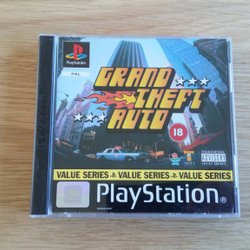 PlayStation
PAL
GRAND
THEFT
AUTO
18
PARENTAL
ADVISORY
VALUE SERIES VALUE SERIES VALUE SERIES
PlayStation